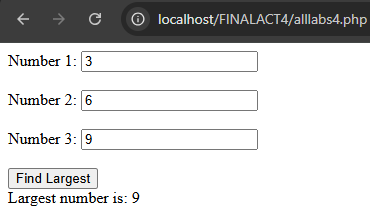 localhost/FINALACT4/alllabs4.php
Number 1: 3
Number 2: 6
Number 3: 9
Find Largest
Largest number is: 9